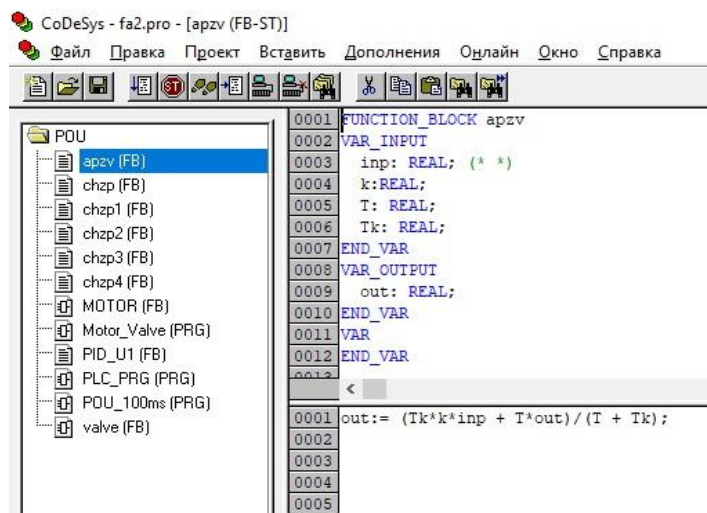 CoDeSys - fa2.pro - [apzv (FB-ST)]
Файл Правка Проект Вставить Дополнения Онлайн Окно Справка
POU
apzv (FB)
chzp (FB)
chzp1 (FB)
chzp2 (FB)
chzp3 (FB)
chzp4 (FB)
MOTOR (FB)
Motor_Valve (PRG)
PID_U1 (FB)
PLC_PRG (PRG)
POU_100ms (PRG)
valve (FB)
0001 FUNCTION_BLOCK apzv
0002 VAR_INPUT
0003 inp: REAL; (* *)
0004 k:REAL;
0005 T: REAL;
0006 Tk: REAL;
0007 END_VAR
0008 VAR_OUTPUT
0009 out: REAL;
0010 END_VAR
0011 VAR
0012 END_VAR
0013
0001 out:= (Tk*k*inp + T*out)/(T + Tk);
0002
0003
0004
0005